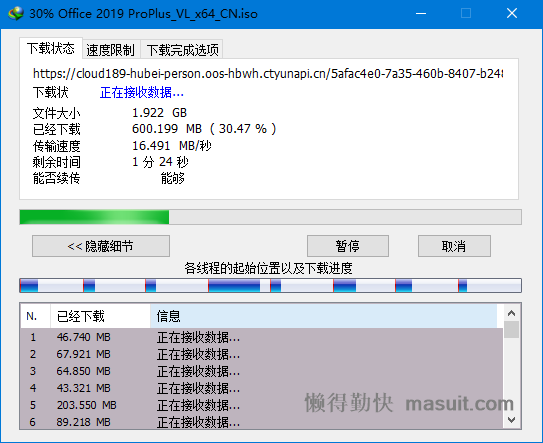 30% Office 2019 ProPlus_VL_x64_CN.iso
下载状态 速度限制 下载完成选项
https://cloud189-hubei-person.oos-hbwh.ctyunapi.cn/5afac4e0-7a35-460b-8407-b248
下载状 正在接收数据...
文件大小 1.922 GB
已经下载 600.199 MB ( 30.47 % )
传输速度 16.491 MB/秒
剩余时间 1 分 24 秒
能否续传 能够
<< 隐藏细节 暂停 取消
各线程的起始位置以及下载进度
N. 已经下载 信息
1 46.740 MB 正在接收数据...
2 67.921 MB 正在接收数据...
3 64.850 MB 正在接收数据...
4 43.321 MB 正在接收数据...
5 203.550 MB 正在接收数据...
6 89.218 MB 正在接收数据...
懒得勤快 masuit.com